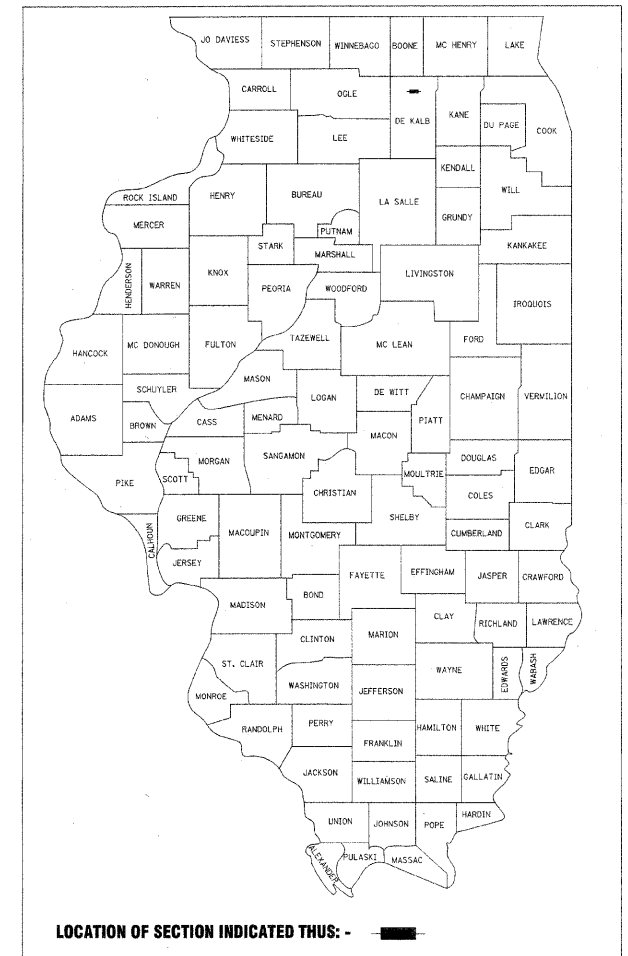 JO DAVIESS
STEPHENSON
WINNEBAGO
BOONE
MC HENRY
LAKE
CARROLL
OGLE
DE KALB
KANE
DU PAGE
COOK
WHITESIDE
LEE
KENDALL
WILL
ROCK ISLAND
HENRY
BUREAU
LA SALLE
GRUNDY
MERCER
PUTNAM
STARK
MARSHALL
KANKAKEE
HENDERSON
WARREN
KNOX
PEORIA
WOODFORD
LIVINGSTON
IROQUOIS
HANCOCK
MC DONOUGH
FULTON
TAZEWELL
MC LEAN
FORD
MASON
SCHUYLER
LOGAN
DE WITT
CHAMPAIGN
VERMILION
ADAMS
BROWN
CASS
MENARD
MACON
PIATT
MORGAN
SANGAMON
MOULTRIE
DOUGLAS
EDGAR
PIKE
SCOTT
CHRISTIAN
COLES
CALHOUN
GREENE
MACOUPIN
MONTGOMERY
SHELBY
CUMBERLAND
CLARK
JERSEY
FAYETTE
EFFINGHAM
JASPER
CRAWFORD
MADISON
BOND
CLAY
RICHLAND
LAWRENCE
CLINTON
MARION
ST. CLAIR
WAYNE
EDWARDS
WABASH
MONROE
WASHINGTON
JEFFERSON
RANDOLPH
PERRY
HAMILTON
WHITE
FRANKLIN
JACKSON
WILLIAMSON
SALINE
GALLATIN
UNION
JOHNSON
POPE
HARDIN
ALEXANDER
PULASKI
MASSAC
LOCATION OF SECTION INDICATED THUS: -